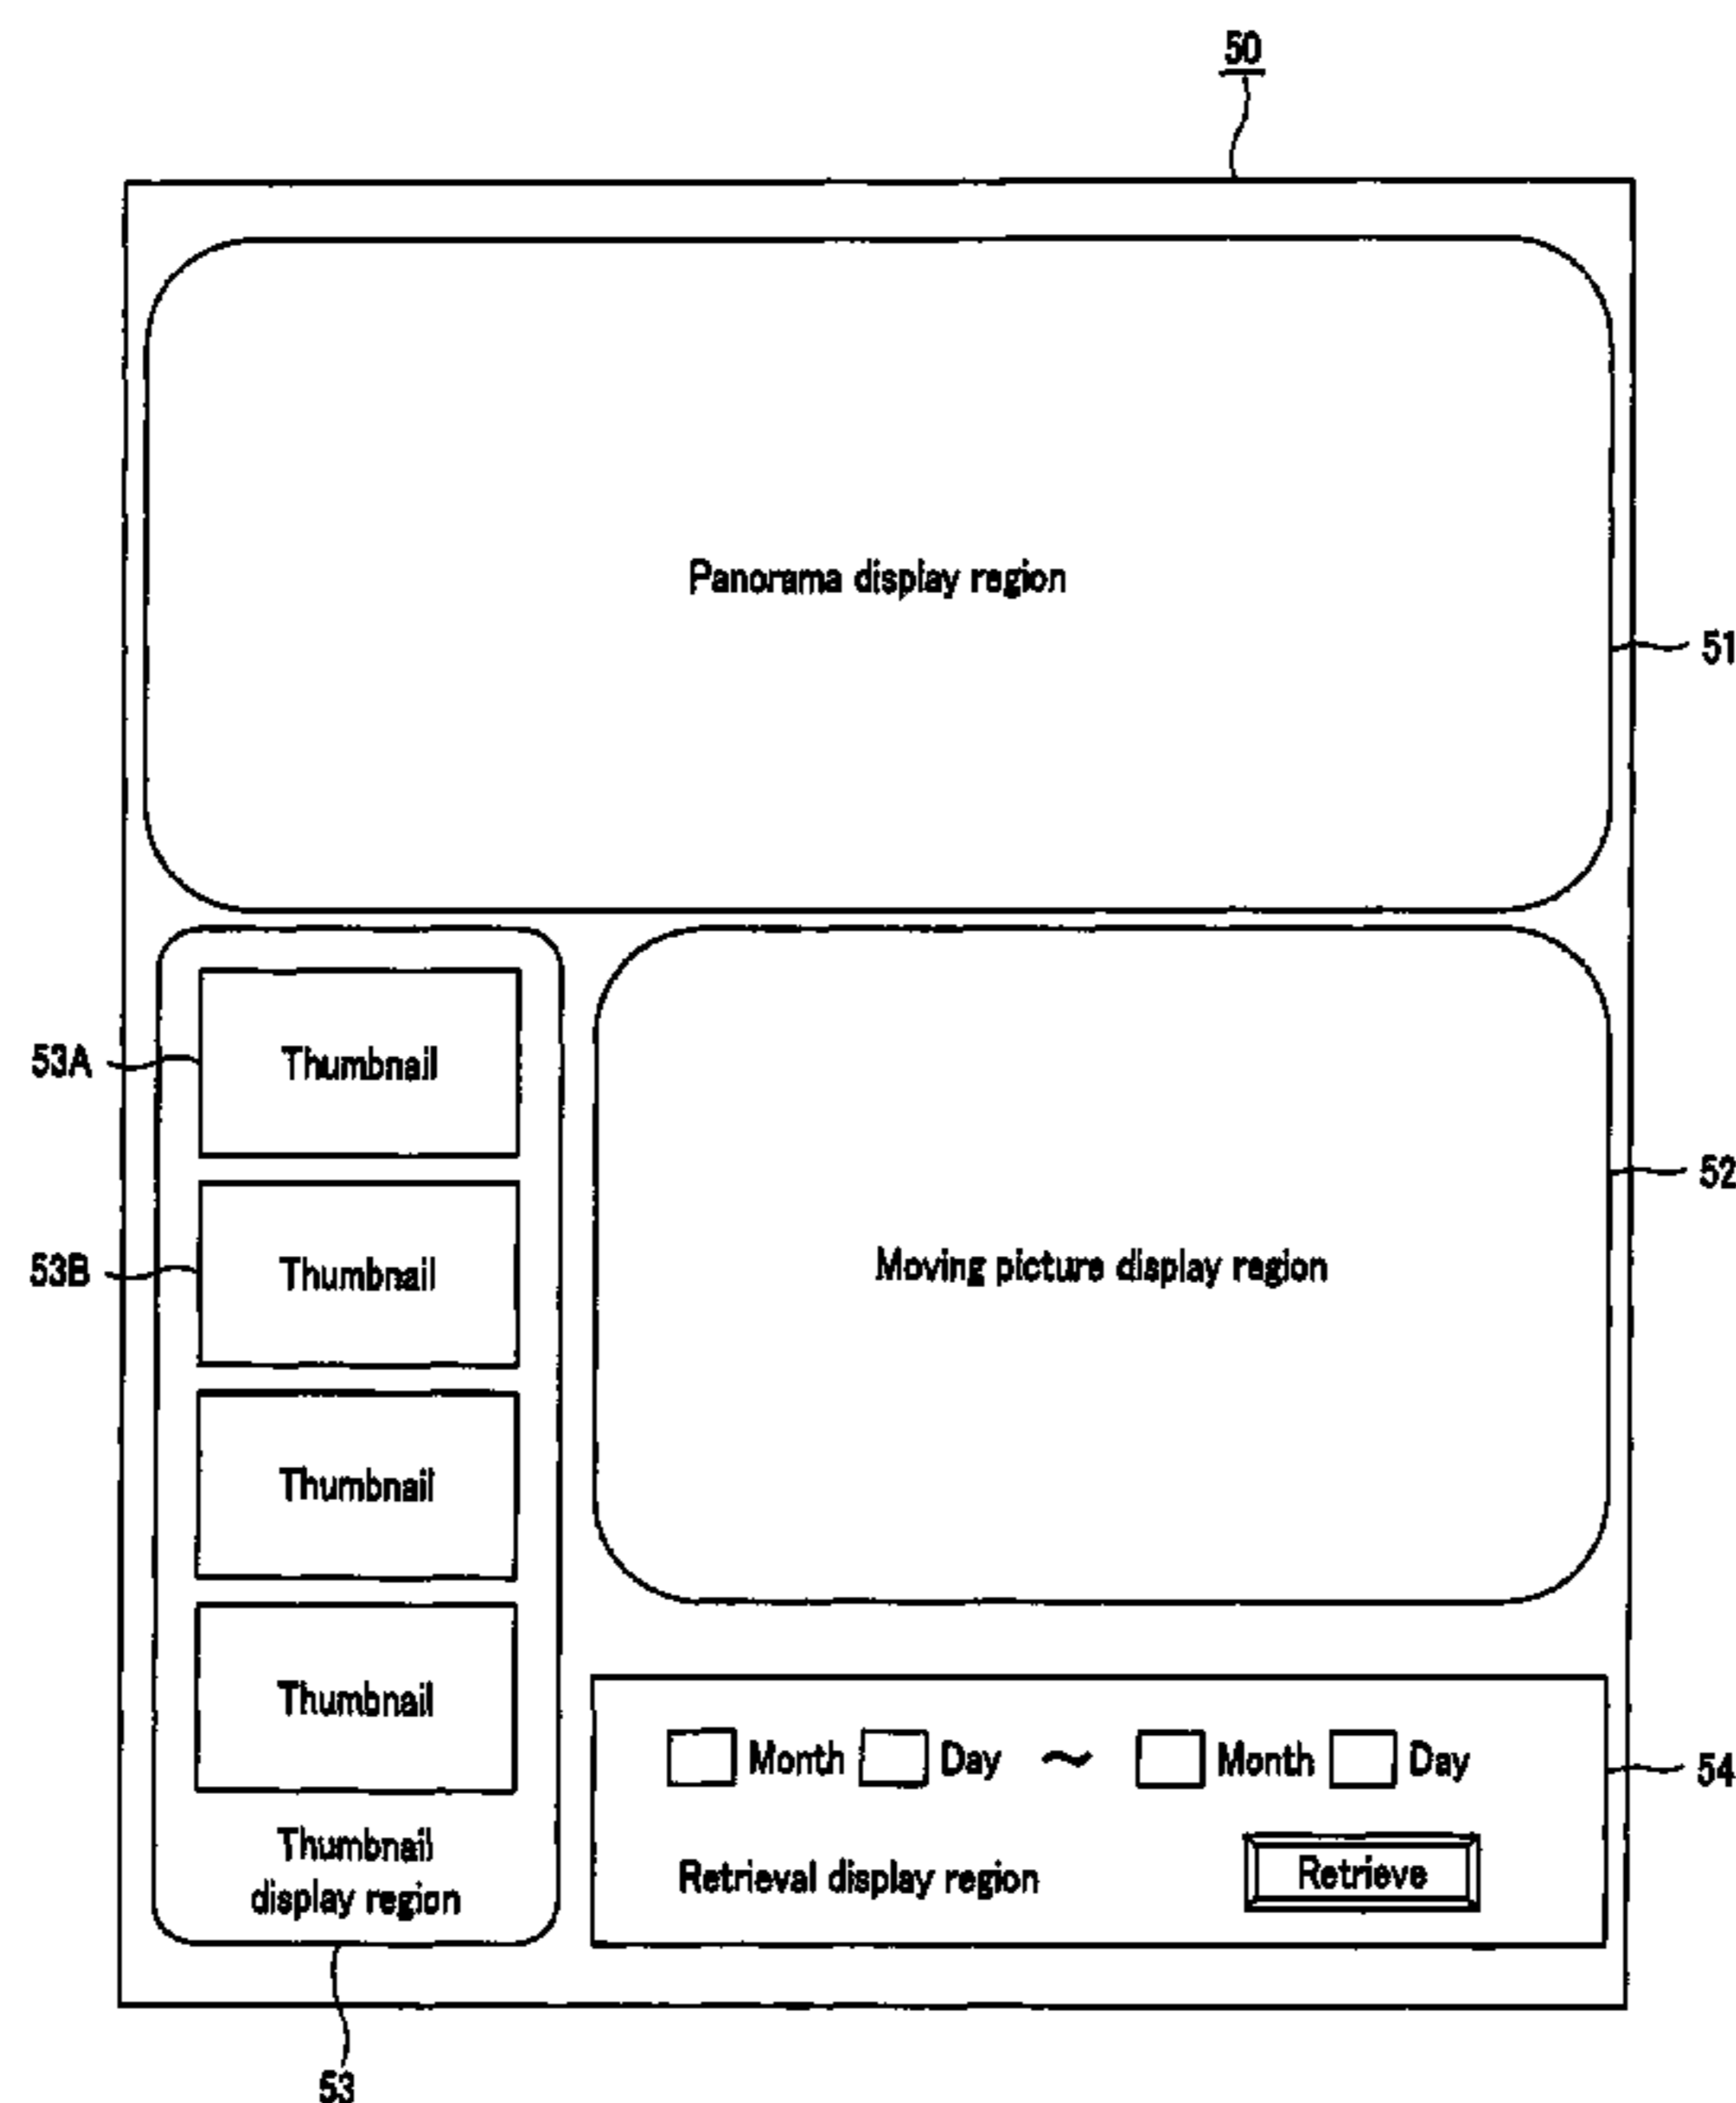 50
Panorama display region
51
53A
Thumbnail
52
53B
Thumbnail
Moving picture display region
Thumbnail
Thumbnail
Month Day ~ Month Day
54
Thumbnail
display region
Retrieval display region
Retrieve
53